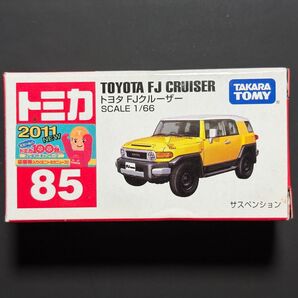 トミカ
2011
NEW
85
TOYOTA FJ CRUISER
トヨタ FJクルーザー
SCALE 1/66
TAKARA
TOMY
サスペンション